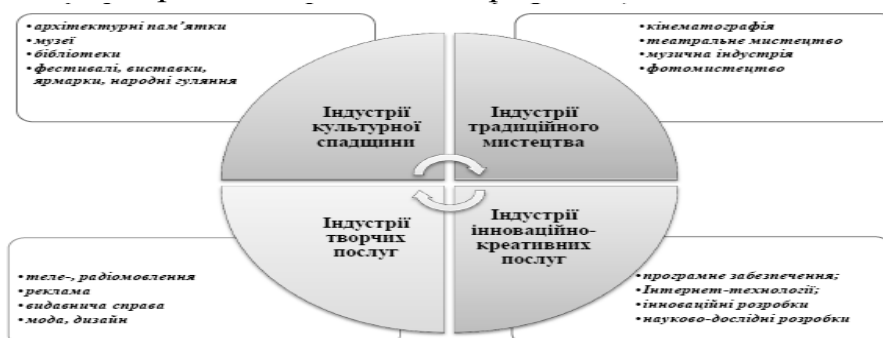 • архітектурні пам’ятки
• музеї
• бібліотеки
• фестивалі, виставки,
ярмарки, народні гуляння
• кінематографія
• театральне мистецтво
• музична індустрія
• фотомистецтво
Індустрії
культурної
спадщини
Індустрії
традиційного
мистецтва
Індустрії
творчих
послуг
Індустрії
інноваційно-
креативних
послуг
• теле-, радіомовлення
• реклама
• видавнича справа
• мода, дизайн
• програмне забезпечення;
• Інтернет-технології;
• інноваційні розробки
• науково-дослідні розробки